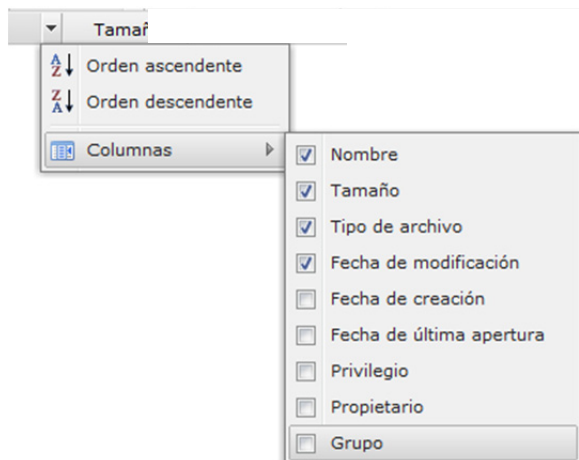 Orden ascendente
Orden descendente
Columnas
Nombre
Tamaño
Tipo de archivo
Fecha de modificación
Fecha de creación
Fecha de última apertura
Privilegio
Propietario
Grupo